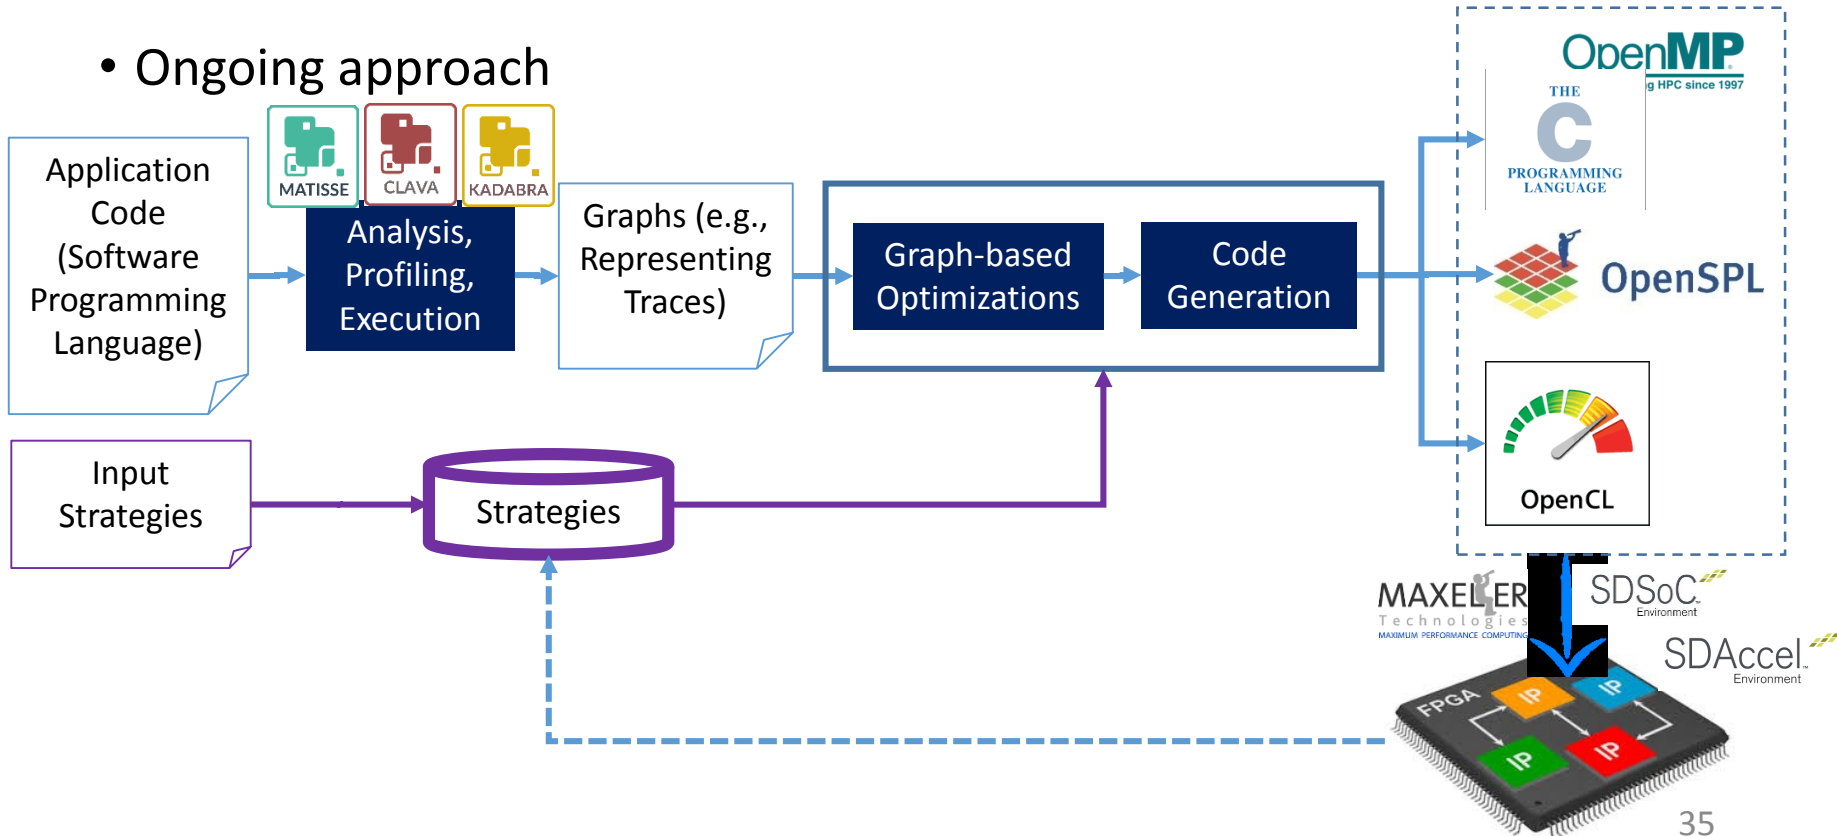 • Ongoing approach
OpenMP
g HPC since 1997
THE
C
PROGRAMMING
LANGUAGE
MATISSE
CLAVA
KADABRA
Application
Code
(Software
Programming
Language)
Analysis,
Profiling,
Execution
Graphs (e.g.,
Representing
Traces)
Graph-based
Optimizations
Code
Generation
OpenSPL
OpenCL
Input
Strategies
Strategies
MAXELER
Technologies
MAXIMUM PERFORMANCE COMPUTING
SDSoC™
Environment
SDAccel™
Environment
FPGA
IP
IP
IP
IP
35